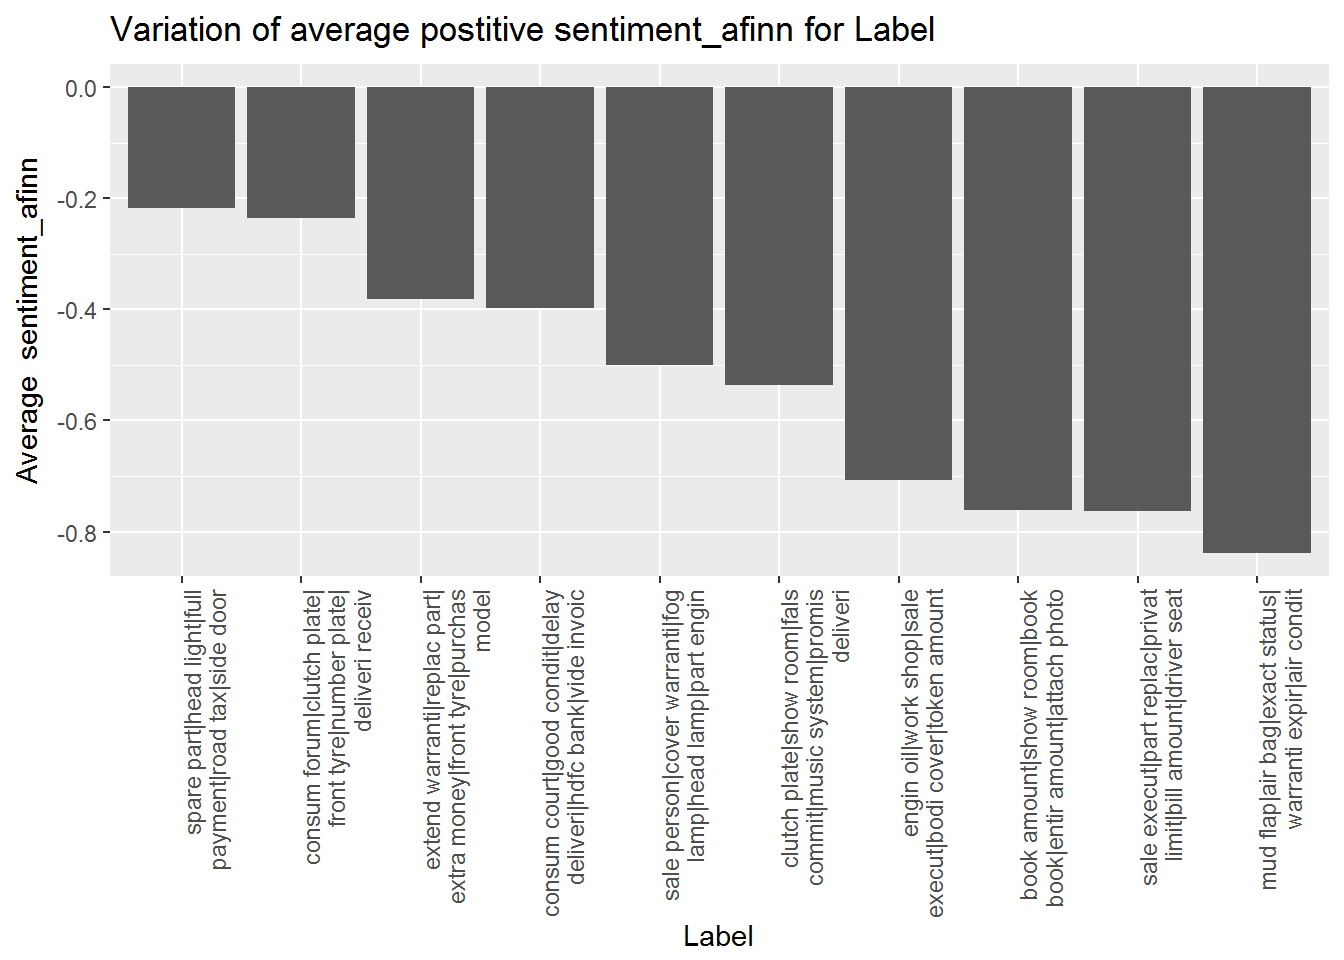 Variation of average postitive sentiment_afinn for Label
Average  sentiment_afinn
0.0
-0.2
-0.4
-0.6
-0.8
spare part|head light|full
payment|road tax|side door
consum forum|clutch plate|
front tyre|number plate|
deliveri receiv
extend warranti|replac part|
extra money|front tyre|purchas
model
consum court|good condit|delay
deliveri|hdfc bank|vide invoic
sale person|cover warranti|fog
lamp|head lamp|part engin
clutch plate|show room|fals
commit|music system|promis
deliveri
engin oil|work shop|sale
execut|bodi cover|token amount
book amount|show room|book
book|entir amount|attach photo
sale execut|part replac|privat
limit|bill amount|driver seat
mud flap|air bag|exact status|
warranti expir|air condit
Label